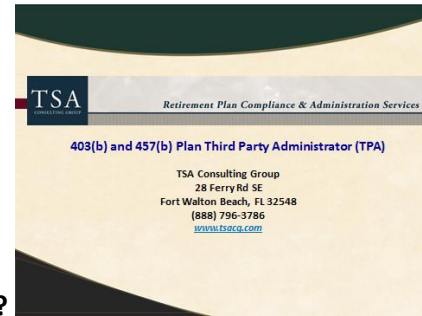 TSA
CONSULTING GROUP
Retirement Plan Compliance & Administration Services
403(b) and 457(b) Plan Third Party Administrator (TPA)
TSA Consulting Group
28 Ferry Rd SE
Fort Walton Beach, FL 32548
(888) 796-3786
www.tsacg.com
?